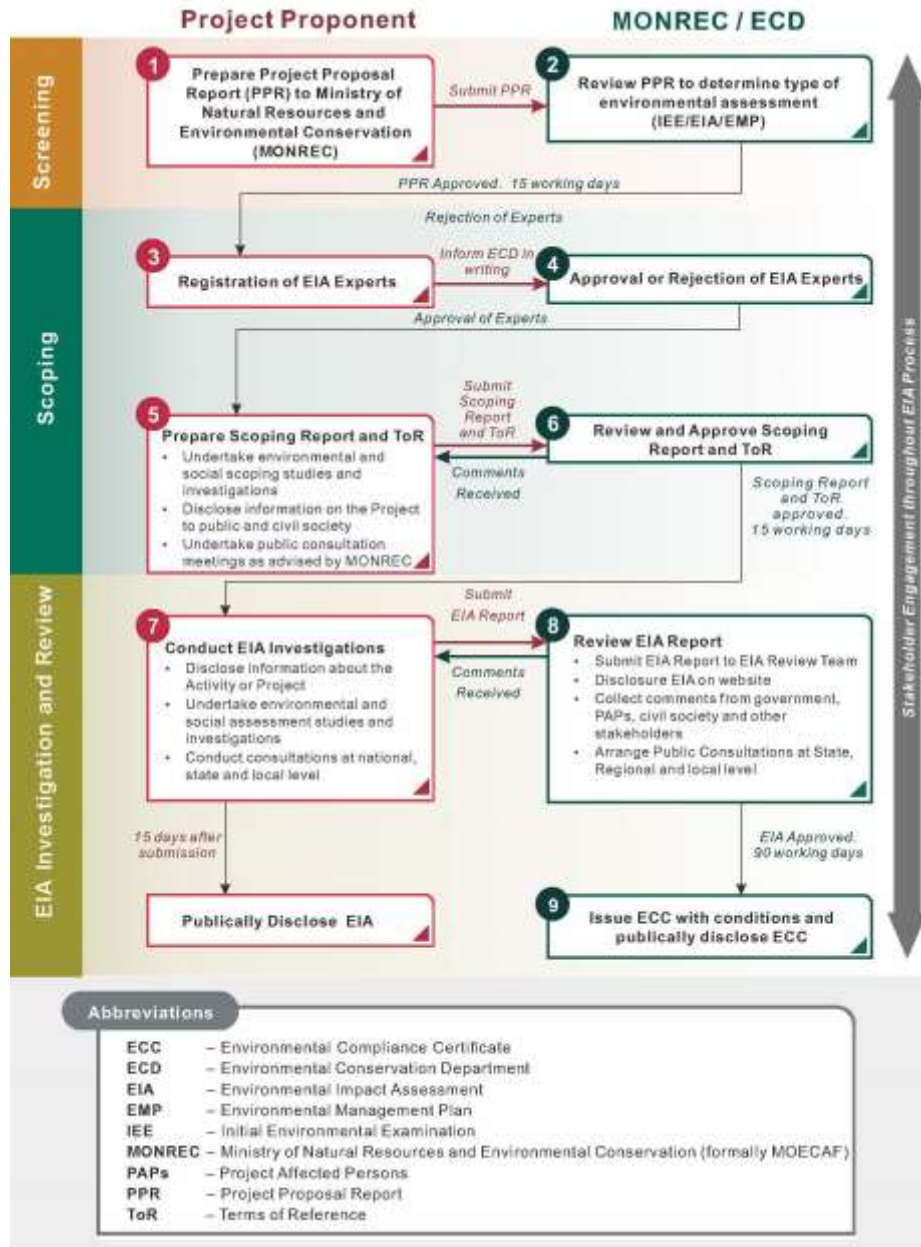 Project Proponent
MONREC / ECD
Screening
1
Prepare Project Proposal
Report (PPR) to Ministry of
Natural Resources and
Environmental Conservation
(MONREC)
Submit PPR
2
Review PPR to determine type of
environmental assessment
(IEE/EIA/EMP)
PPR Approved. 15 working days
Scoping
Rejection of Experts
3
Registration of EIA Experts
Inform ECD in
writing
4
Approval or Rejection of EIA Experts
Approval of Experts
5
Prepare Scoping Report and ToR
• Undertake environmental and
social scoping studies and
investigations
• Disclose information on the Project
to public and civil society
• Undertake public consultation
meetings as advised by MONREC
Submit
Scoping
Report
and ToR
Comments
Received
6
Review and Approve Scoping
Report and ToR
Scoping Report
and ToR
approved.
15 working days
EIA Investigation and Review
7
Conduct EIA Investigations
• Disclose information about the
Activity or Project
• Undertake environmental and
social assessment studies and
investigations
• Conduct consultations at national,
state and local level
Submit
EIA Report
Comments
Received
8
Review EIA Report
• Submit EIA Report to EIA Review Team
• Disclosure EIA on website
• Collect comments from government,
PAPs, civil society and other
stakeholders
• Arrange Public Consultations at State,
Regional and local level
15 days after
submission
EIA Approved.
90 working days
Publically Disclose EIA
9
Issue ECC with conditions and
publically disclose ECC
Stakeholder Engagement throughout EIA Process
Abbreviations
ECC – Environmental Compliance Certificate
ECD – Environmental Conservation Department
EIA – Environmental Impact Assessment
EMP – Environmental Management Plan
IEE – Initial Environmental Examination
MONREC – Ministry of Natural Resources and Environmental Conservation (formally MOECAF)
PAPs – Project Affected Persons
PPR – Project Proposal Report
ToR – Terms of Reference